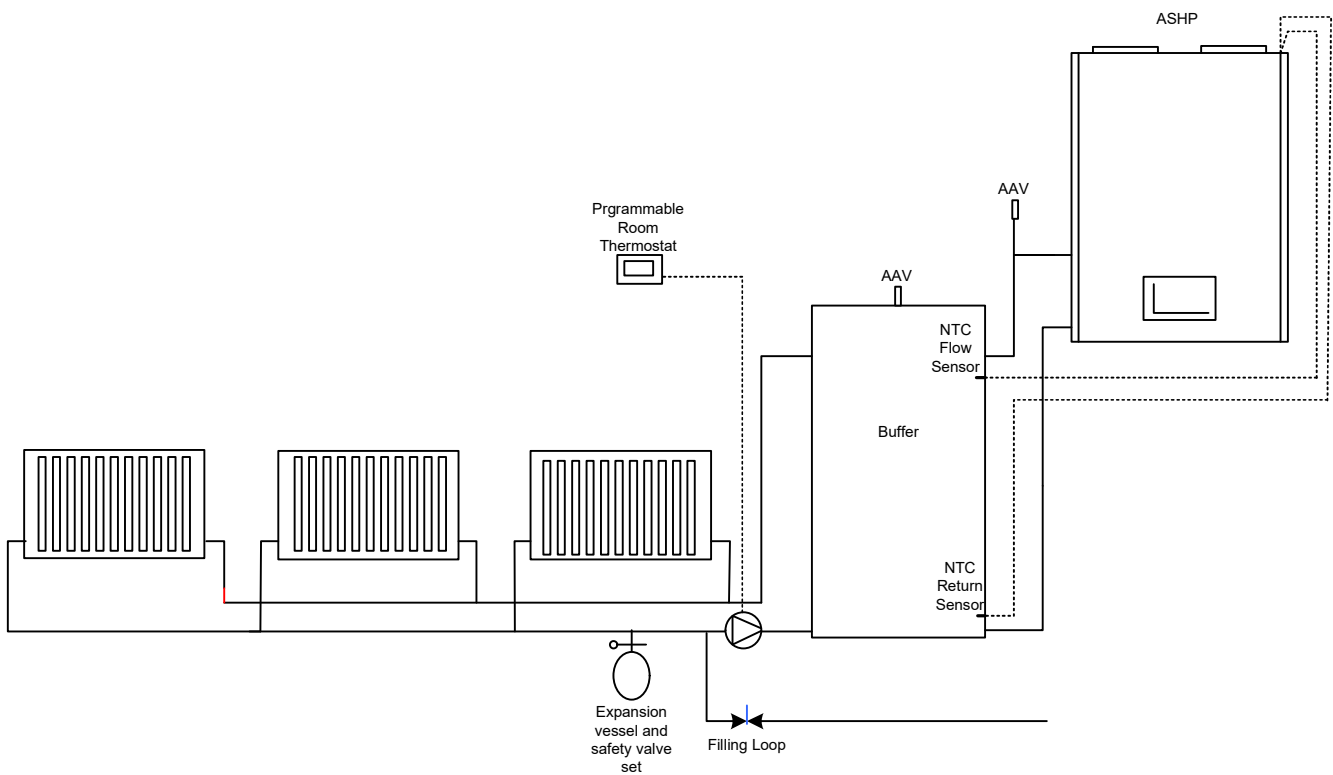 ASHP
AAV
Prgrammable
Room
Thermostat
AAV
NTC
Flow
Sensor
Buffer
NTC
Return
Sensor
Expansion
vessel and
safety valve
set
Filling Loop